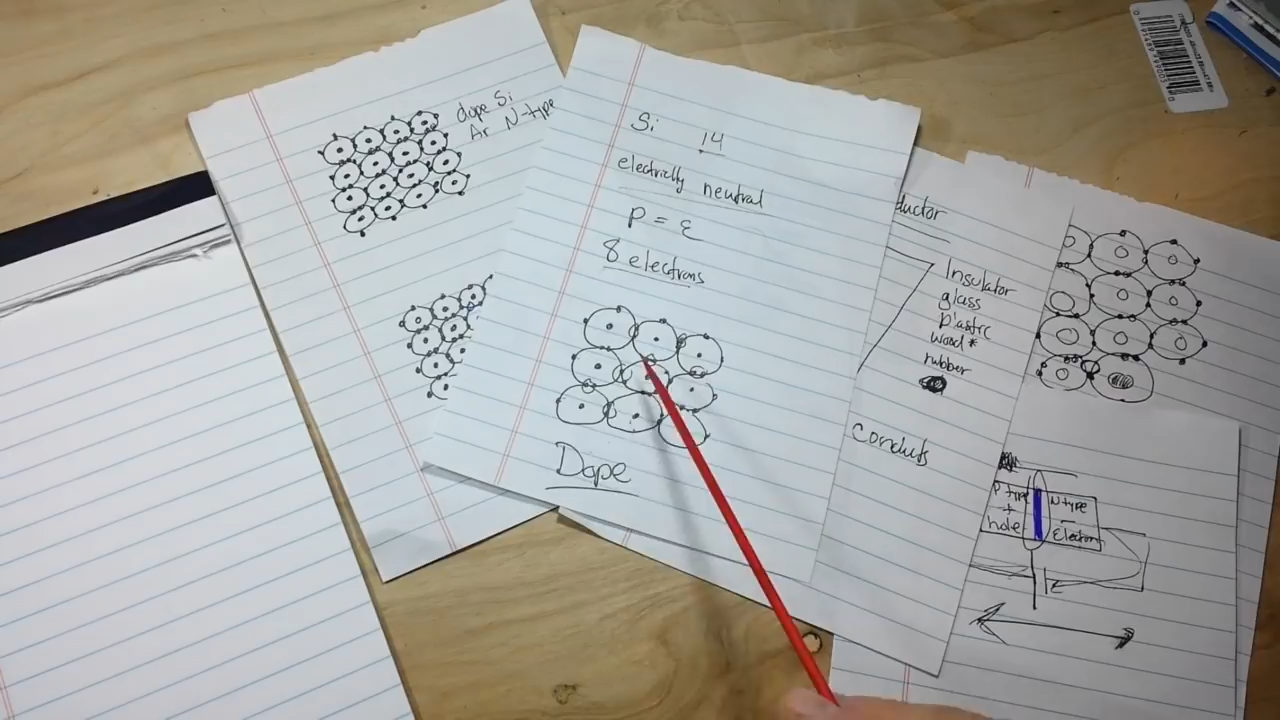 dope Si
Ar N-type
Si 14
electriclly neutral
P = ε
8 electrons
Dope
ductor
Insulator
glass
plastic
wood*
rubber
Conducts
P type
+
hole
N-type
-
Electron